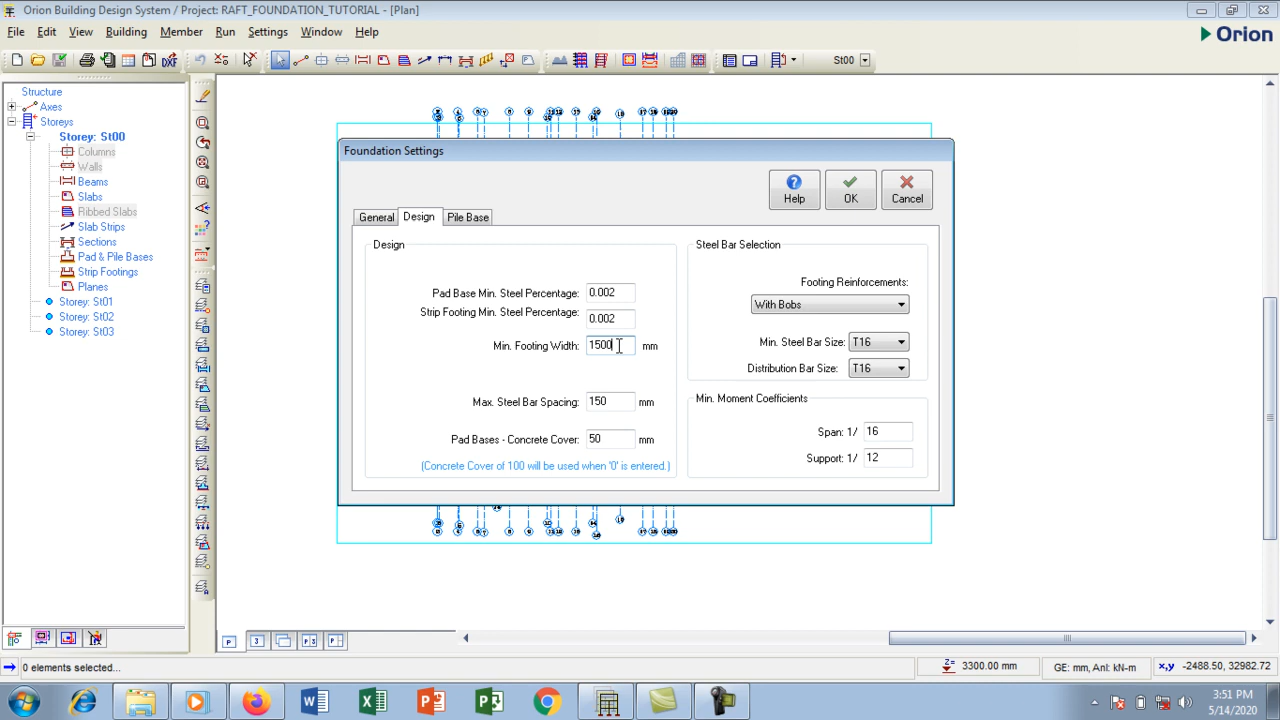 Orion Building Design System / Project: RAFT_FOUNDATION_TUTORIAL - [Plan]
File Edit View Building Member Run Settings Window Help
Orion
DXF
St00
Structure
Axes
Storeys
Storey: St00
Columns
Walls
Beams
Slabs
Ribbed Slabs
Slab Strips
Sections
Pad & Pile Bases
Strip Footings
Planes
Storey: St01
Storey: St02
Storey: St03
Foundation Settings
Help OK Cancel
General Design Pile Base
Design
Pad Base Min. Steel Percentage: 0.002
Strip Footing Min. Steel Percentage: 0.002
Min. Footing Width: 1500 mm
Max. Steel Bar Spacing: 150 mm
Pad Bases - Concrete Cover: 50 mm
(Concrete Cover of 100 will be used when '0' is entered.)
Steel Bar Selection
Footing Reinforcements:
With Bobs
Min. Steel Bar Size: T16
Distribution Bar Size: T16
Min. Moment Coefficients
Span: 1/ 16
Support: 1/ 12
0 elements selected...
Z= 3300.00 mm
GE: mm, Anl: kN-m
x,y -2488.50, 32982.72
3:51 PM
5/14/2020